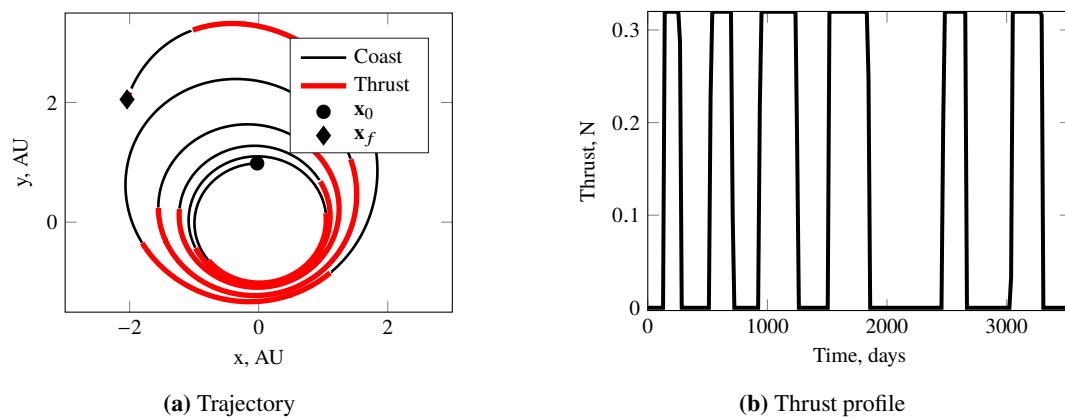 2
0
y, AU
−2
0
2
x, AU
Coast
Thrust
x₀
x_f
(a) Trajectory
0.3
0.2
0.1
0
Thrust, N
0
1000
2000
3000
Time, days
(b) Thrust profile